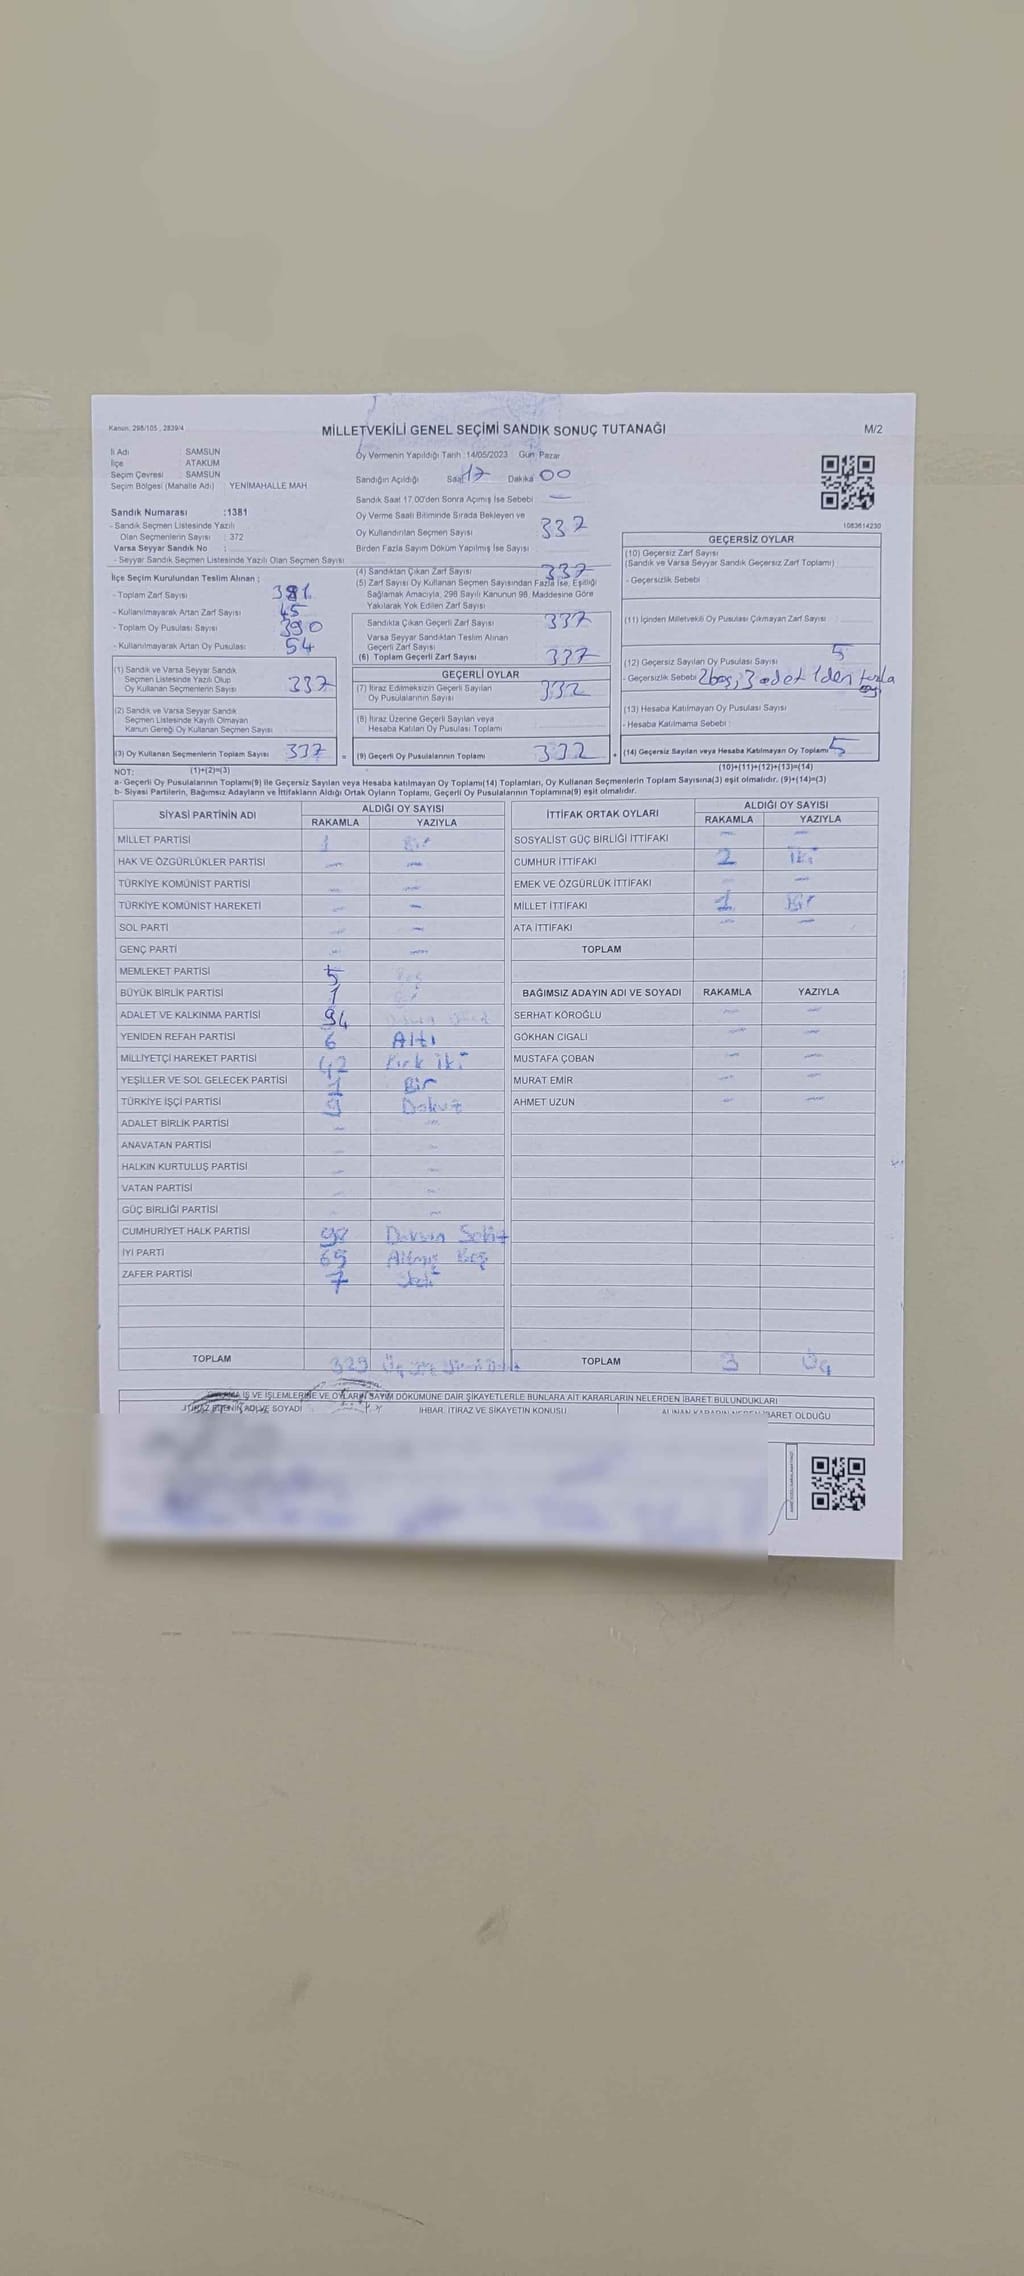 Kanun: 298/105 , 2839/4
MİLLETVEKİLİ GENEL SEÇİMİ SANDIK SONUÇ TUTANAĞI
M/2
İl Adı : SAMSUN
İlçe : ATAKUM
Seçim Çevresi : SAMSUN
Seçim Bölgesi (Mahalle Adı) : YENİMAHALLE MAH
Sandık Numarası :1381
- Sandık Seçmen Listesinde Yazılı
Olan Seçmenlerin Sayısı : 372
Varsa Seyyar Sandık No :
- Seyyar Sandık Seçmen Listesinde Yazılı Olan Seçmen Sayısı :
Oy Vermenin Yapıldığı Tarih :14/05/2023 Gün: Pazar
Sandığın Açıldığı Saat 17 Dakika 00
Sandık Saat 17.00'den Sonra Açımış İse Sebebi : —
Oy Verme Saati Bitiminde Sırada Bekleyen ve
Oy Kullandırılan Seçmen Sayısı 337
Birden Fazla Sayım Döküm Yapılmış İse Sayısı :
1083614230
İlçe Seçim Kurulundan Teslim Alınan ;
- Toplam Zarf Sayısı 381
- Kullanılmayarak Artan Zarf Sayısı 45
- Toplam Oy Pusulası Sayısı 390
- Kullanılmayarak Artan Oy Pusulası 54
(4) Sandıktan Çıkan Zarf Sayısı 337
(5) Zarf Sayısı Oy Kullanan Seçmen Sayısından Fazla İse, Eşitliği
Sağlamak Amacıyla, 298 Sayılı Kanunun 98. Maddesine Göre
Yakılarak Yok Edilen Zarf Sayısı
Sandıkta Çıkan Geçerli Zarf Sayısı 337
Varsa Seyyar Sandıktan Teslim Alınan
Geçerli Zarf Sayısı
(6) Toplam Geçerli Zarf Sayısı 337
GEÇERSİZ OYLAR
(10) Geçersiz Zarf Sayısı
(Sandık ve Varsa Seyyar Sandık Geçersiz Zarf Toplamı)
- Geçersizlik Sebebi :
(11) İçinden Milletvekili Oy Pusulası Çıkmayan Zarf Sayısı
(12) Geçersiz Sayılan Oy Pusulası Sayısı 5
- Geçersizlik Sebebi 2 boş, 3 adet 1'den fazla
(13) Hesaba Katılmayan Oy Pusulası Sayısı
- Hesaba Katılmama Sebebi :
(14) Geçersiz Sayılan veya Hesaba Katılmayan Oy Toplamı 5
(1) Sandık ve Varsa Seyyar Sandık
Seçmen Listesinde Yazılı Olup
Oy Kullanan Seçmenlerin Sayısı 337
(2) Sandık ve Varsa Seyyar Sandık
Seçmen Listesinde Kayıtlı Olmayan
Kanun Gereği Oy Kullanan Seçmen Sayısı
(3) Oy Kullanan Seçmenlerin Toplam Sayısı 337 =
GEÇERLİ OYLAR
(7) İtiraz Edilmeksizin Geçerli Sayılan
Oy Pusulalarının Sayısı 332
(8) İtiraz Üzerine Geçerli Sayılan veya
Hesaba Katılan Oy Pusulası Toplamı
(9) Geçerli Oy Pusulalarının Toplamı 332 +
NOT: (1)+(2)=(3) (10)+(11)+(12)+(13)=(14)
a- Geçerli Oy Pusulalarının Toplamı(9) ile Geçersiz Sayılan veya Hesaba katılmayan Oy Toplamı(14) Toplamları, Oy Kullanan Seçmenlerin Toplam Sayısına(3) eşit olmalıdır. (9)+(14)=(3)
b- Siyasi Partilerin, Bağımsız Adayların ve İttifakların Aldığı Ortak Oyların Toplamı, Geçerli Oy Pusulalarının Toplamına(9) eşit olmalıdır.
SİYASİ PARTİNİN ADI ALDIĞI OY SAYISI
RAKAMLA YAZIYLA
MİLLET PARTİSİ 1 Bir
HAK VE ÖZGÜRLÜKLER PARTİSİ — —
TÜRKİYE KOMÜNİST PARTİSİ — —
TÜRKİYE KOMÜNİST HAREKETİ — —
SOL PARTİ — —
GENÇ PARTİ — —
MEMLEKET PARTİSİ 5 Beş
BÜYÜK BİRLİK PARTİSİ 1
ADALET VE KALKINMA PARTİSİ 94
YENİDEN REFAH PARTİSİ 6 Altı
MİLLİYETÇİ HAREKET PARTİSİ 42 Kırk İki
YEŞİLLER VE SOL GELECEK PARTİSİ 1 Bir
TÜRKİYE İŞÇİ PARTİSİ 9 Dokuz
ADALET BİRLİK PARTİSİ — —
ANAVATAN PARTİSİ — —
HALKIN KURTULUŞ PARTİSİ — —
VATAN PARTİSİ — —
GÜÇ BİRLİĞİ PARTİSİ — —
CUMHURİYET HALK PARTİSİ 98 Doksan Sekiz
İYİ PARTİ 65 Altmış Beş
ZAFER PARTİSİ 7 Yedi
TOPLAM 329 Üç yüz Yirmi Dokuz
İTTİFAK ORTAK OYLARI ALDIĞI OY SAYISI
RAKAMLA YAZIYLA
SOSYALİST GÜÇ BİRLİĞİ İTTİFAKI — —
CUMHUR İTTİFAKI 2 İki
EMEK VE ÖZGÜRLÜK İTTİFAKI — —
MİLLET İTTİFAKI 1 Bir
ATA İTTİFAKI — —
TOPLAM
BAĞIMSIZ ADAYIN ADI VE SOYADI RAKAMLA YAZIYLA
SERHAT KÖROĞLU — —
GÖKHAN CIGALI — —
MUSTAFA ÇOBAN — —
MURAT EMİR — —
AHMET UZUN — —
TOPLAM 3 Üç
İŞ VE İŞLEMLERİNE VE OYLARIN SAYIM DÖKÜMÜNE DAİR ŞİKAYETLERLE BUNLARA AİT KARARLARIN NELERDEN İBARET BULUNDUKLARI
İTİRAZ EDENİN ADI VE SOYADI İHBAR, İTİRAZ VE ŞİKAYETİN KONUSU ALINAN KARARIN NEDEN İBARET OLDUĞU